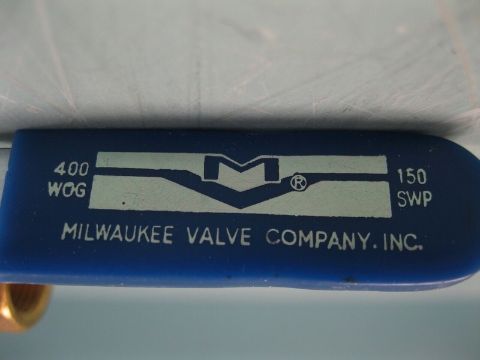 400 WOG
M ®
150 SWP
MILWAUKEE VALVE COMPANY, INC.